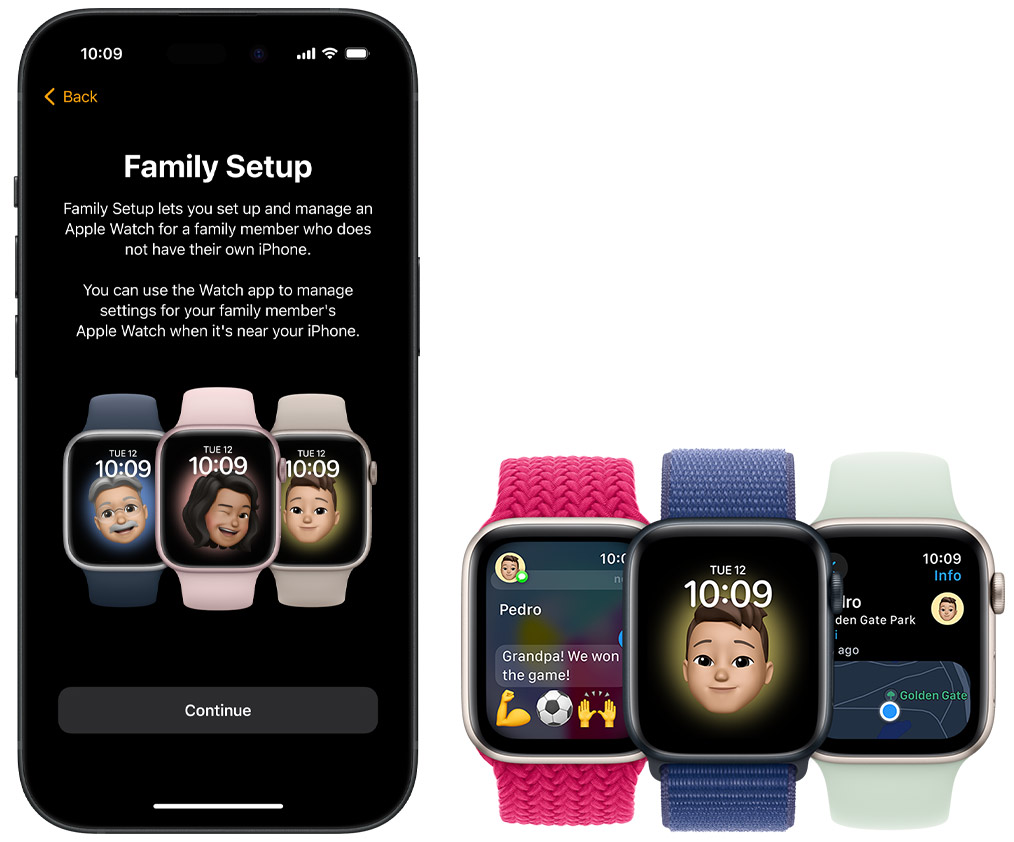 10:09
Back
Family Setup
Family Setup lets you set up and manage an
Apple Watch for a family member who does
not have their own iPhone.
You can use the Watch app to manage
settings for your family member's
Apple Watch when it's near your iPhone.
TUE 12
10:09
TUE 12
10:09
TUE 12
10:09
Continue
10:0
Pedro
Grandpa! We won
the game!
TUE 12
10:09
10:09
Info
dro
den Gate Park
ago
Golden Gate